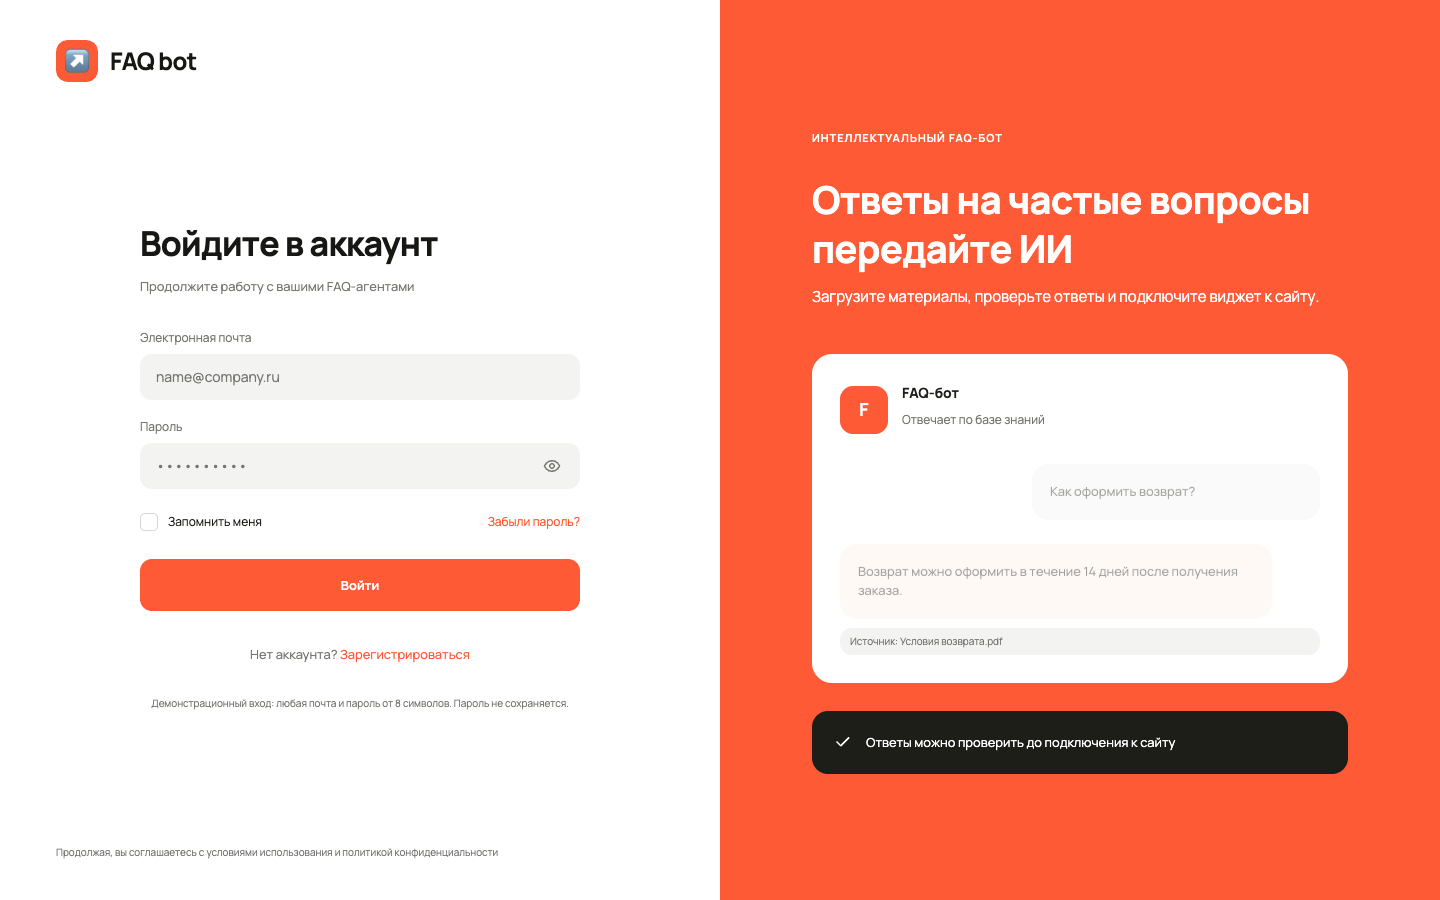 FAQ bot
Войдите в аккаунт
Продолжите работу с вашими FAQ-агентами
Электронная почта
name@company.ru
Пароль
••••••••••
Запомнить меня
Забыли пароль?
Войти
Нет аккаунта? Зарегистрироваться
Демонстрационный вход: любая почта и пароль от 8 символов. Пароль не сохраняется.
Продолжая, вы соглашаетесь с условиями использования и политикой конфиденциальности
ИНТЕЛЛЕКТУАЛЬНЫЙ FAQ-БОТ
Ответы на частые вопросы
передайте ИИ
Загрузите материалы, проверьте ответы и подключите виджет к сайту.
F
FAQ-бот
Отвечает по базе знаний
Как оформить возврат?
Возврат можно оформить в течение 14 дней после получения
заказа.
Источник: Условия возврата.pdf
Ответы можно проверить до подключения к сайту